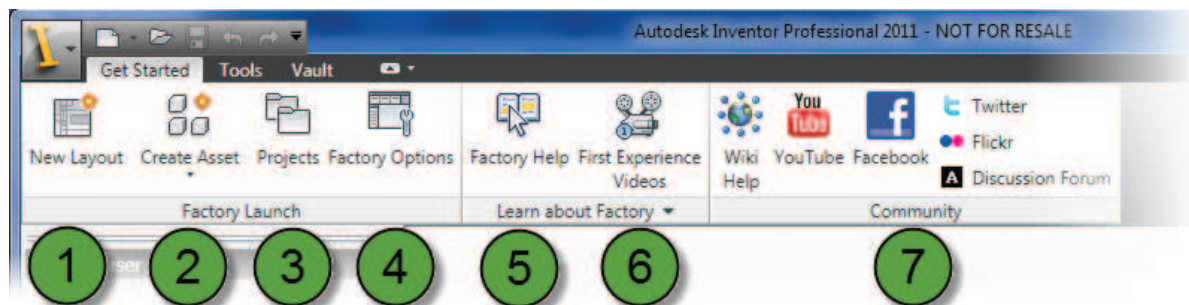 Autodesk Inventor Professional 2011 - NOT FOR RESALE
Get Started Tools Vault
New Layout Create Asset Projects Factory Options Factory Help First Experience Videos Wiki Help You Tube YouTube f Facebook Twitter
Flickr
A Discussion Forum
Factory Launch Learn about Factory Community
1 2 3 4 5 6 7